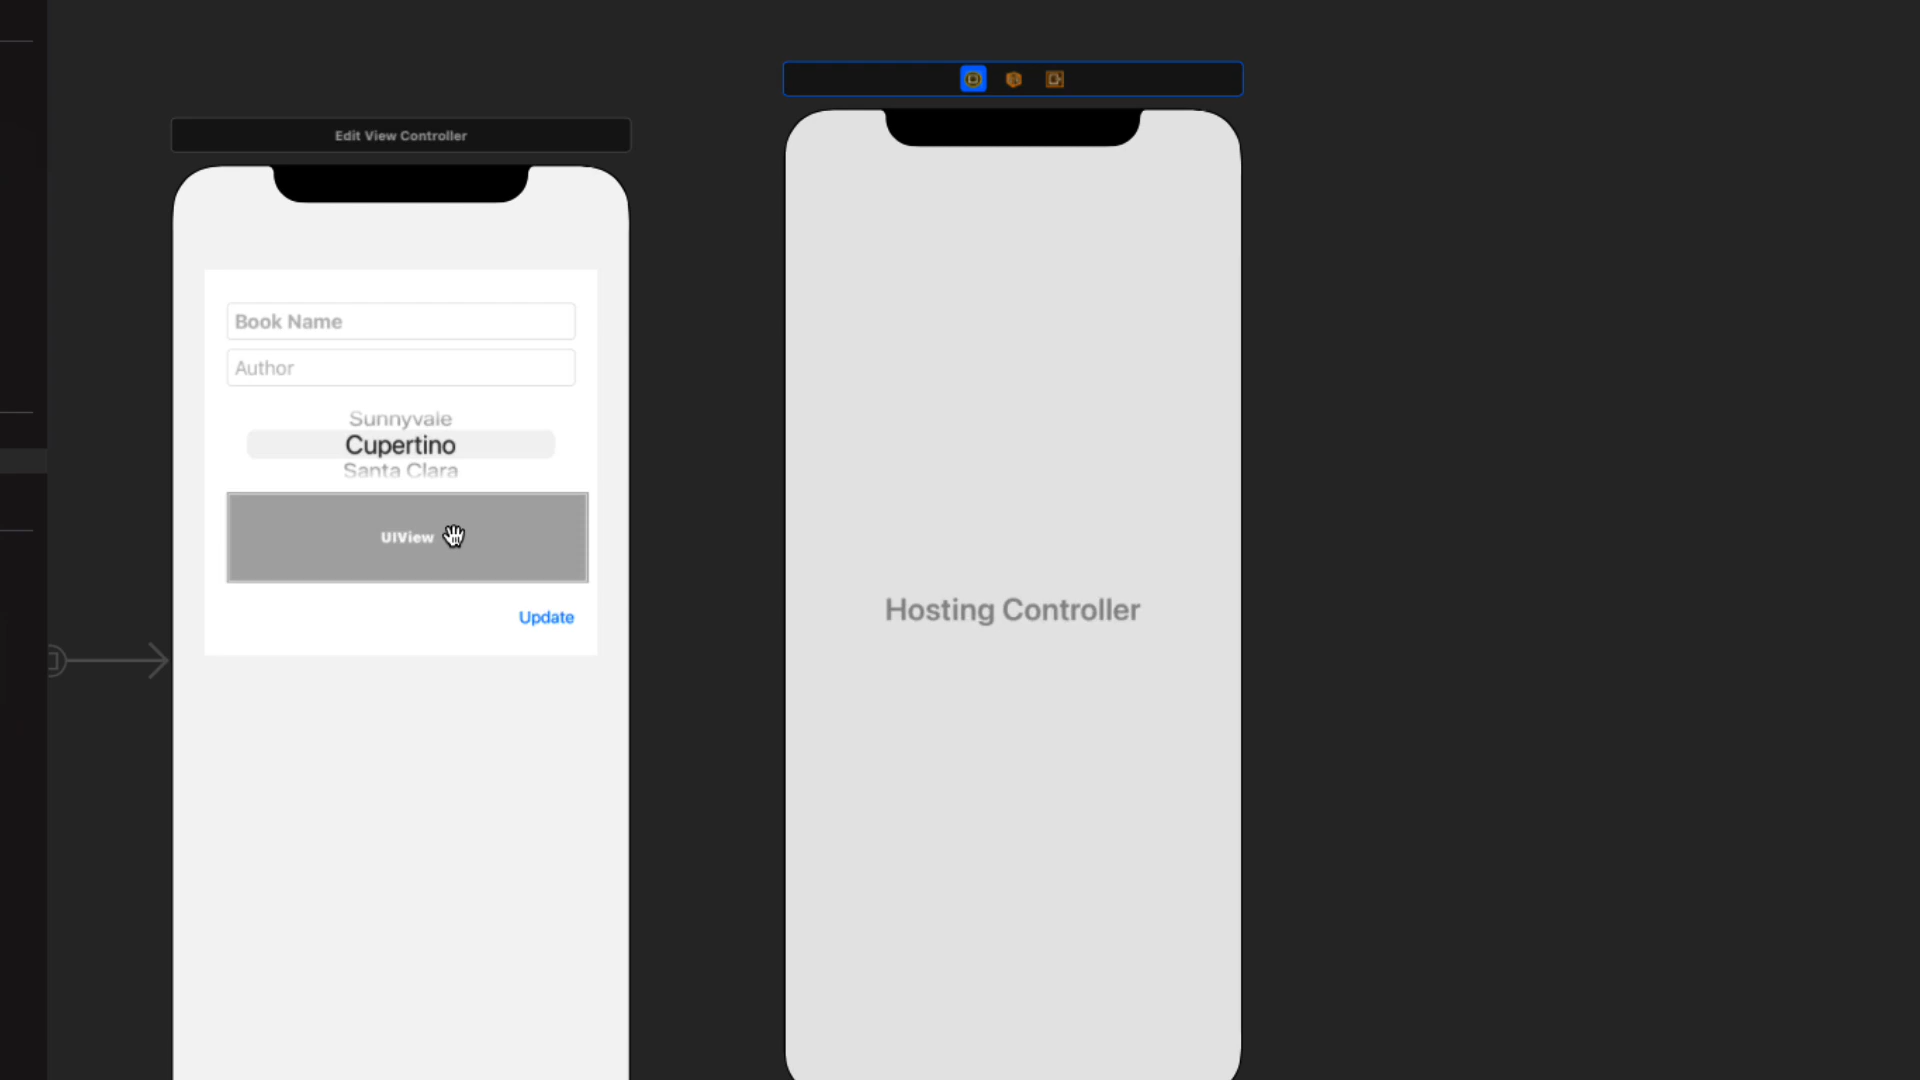 Edit View Controller
Book Name
Author
Sunnyvale
Cupertino
Santa Clara
UIView
Update
Hosting Controller